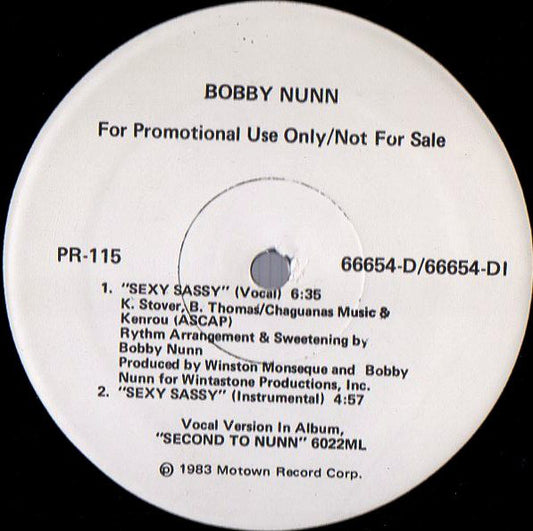 BOBBY NUNN
For Promotional Use Only/Not For Sale
PR-115
66654-D/66654-DI
1. "SEXY SASSY" (Vocal) 6:35
K. Stover, B. Thomas/Chaguanas Music &
Kenrou (ASCAP)
Rythm Arrangement & Sweetening by
Bobby Nunn
Produced by Winston Monseque and Bobby
Nunn for Wintastone Productions, Inc.
2. "SEXY SASSY" (Instrumental) 4:57
Vocal Version In Album,
"SECOND TO NUNN" 6022ML
℗ 1983 Motown Record Corp.